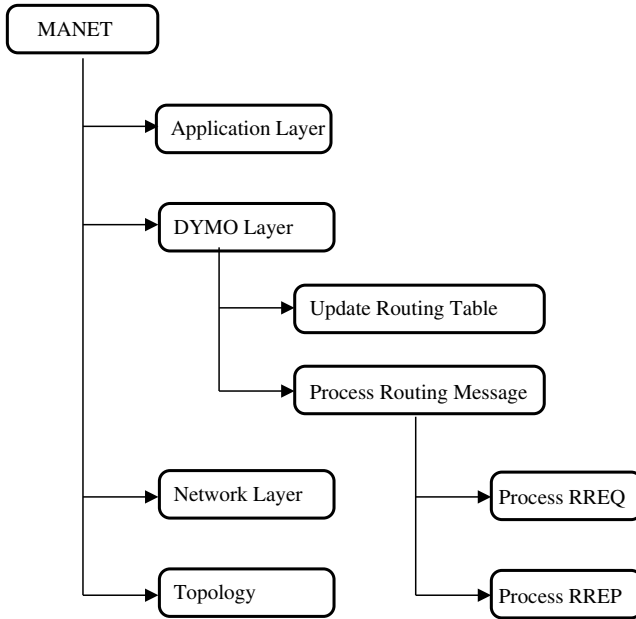 MANET
Application Layer
DYMO Layer
Update Routing Table
Process Routing Message
Network Layer
Process RREQ
Topology
Process RREP